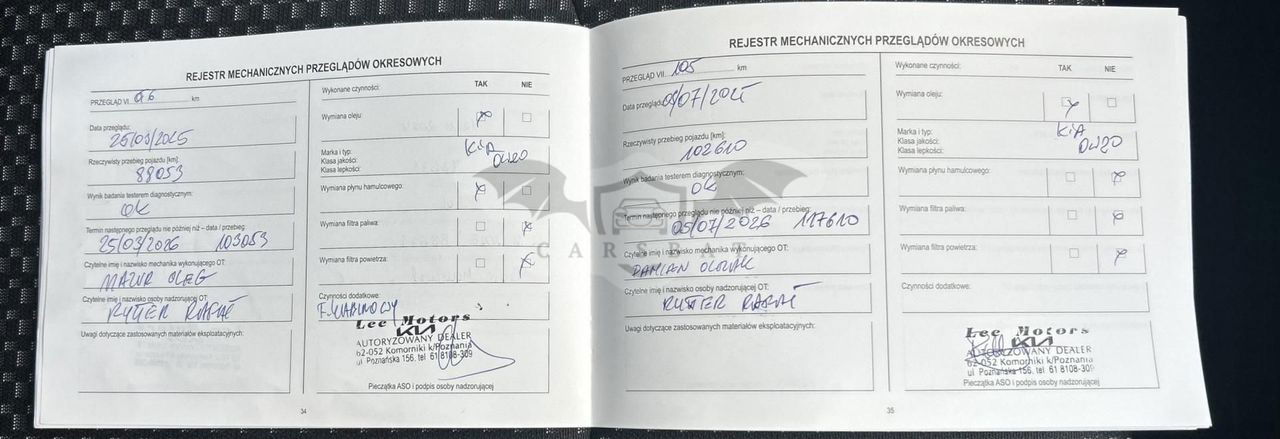 REJESTR MECHANICZNYCH PRZEGLĄDÓW OKRESOWYCH
PRZEGLĄD VI. km
Data przeglądu:
25/03/2025
Rzeczywisty przebieg pojazdu [km]:
88053
Wynik badania testerem diagnostycznym:
OK
Termin następnego przeglądu nie później niż – data / przebieg:
25/03/2026 103053
Czytelne imię i nazwisko mechanika wykonującego OT:
MAZUR OLEG
Czytelne imię i nazwisko osoby nadzorującej OT:
RYTTER RAFAŁ
Uwagi dotyczące zastosowanych materiałów eksploatacyjnych:
Wykonane czynności: TAK NIE
Wymiana oleju: x
Marka i typ: KIA
Klasa jakości: 0W20
Klasa lepkości:
Wymiana płynu hamulcowego: x
Wymiana filtra paliwa: x
Wymiana filtra powietrza: x
Czynności dodatkowe:
F. KABINOWY
Lee Motors
KIA
AUTORYZOWANY DEALER
62-052 Komorniki k/Poznania
ul Poznańska 156. tel 61 8108-309
Pieczątka ASO i podpis osoby nadzorującej
34
REJESTR MECHANICZNYCH PRZEGLĄDÓW OKRESOWYCH
PRZEGLĄD VII. 105 km
Data przeglądu:
05/07/2025
Rzeczywisty przebieg pojazdu [km]:
102610
Wynik badania testerem diagnostycznym:
OK
Termin następnego przeglądu nie później niż – data / przebieg:
05/07/2026 117610
Czytelne imię i nazwisko mechanika wykonującego OT:
DAMIAN
Czytelne imię i nazwisko osoby nadzorującej OT:
RYTTER RAFAŁ
Uwagi dotyczące zastosowanych materiałów eksploatacyjnych:
Wykonane czynności: TAK NIE
Wymiana oleju: x
Marka i typ: KIA
Klasa jakości: 0W20
Klasa lepkości:
Wymiana płynu hamulcowego: x
Wymiana filtra paliwa: x
Wymiana filtra powietrza: x
Czynności dodatkowe:
Lee Motors
KIA
AUTORYZOWANY DEALER
62-052 Komorniki k/Poznania
ul Poznańska 156. tel 61 8108-309
Pieczątka ASO i podpis osoby nadzorującej
35
CARSBAT